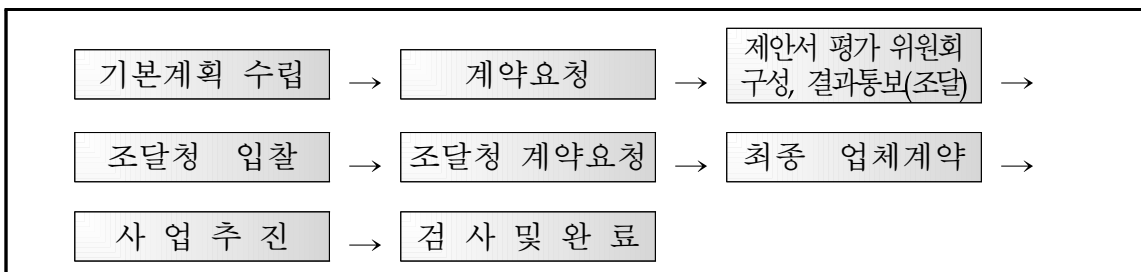 기본계획 수립 → 계약요청 → 제안서 평가 위원회
구성, 결과통보(조달) →
조달청 입찰 → 조달청 계약요청 → 최종 업체계약 →
사 업 추 진 → 검 사 및 완 료